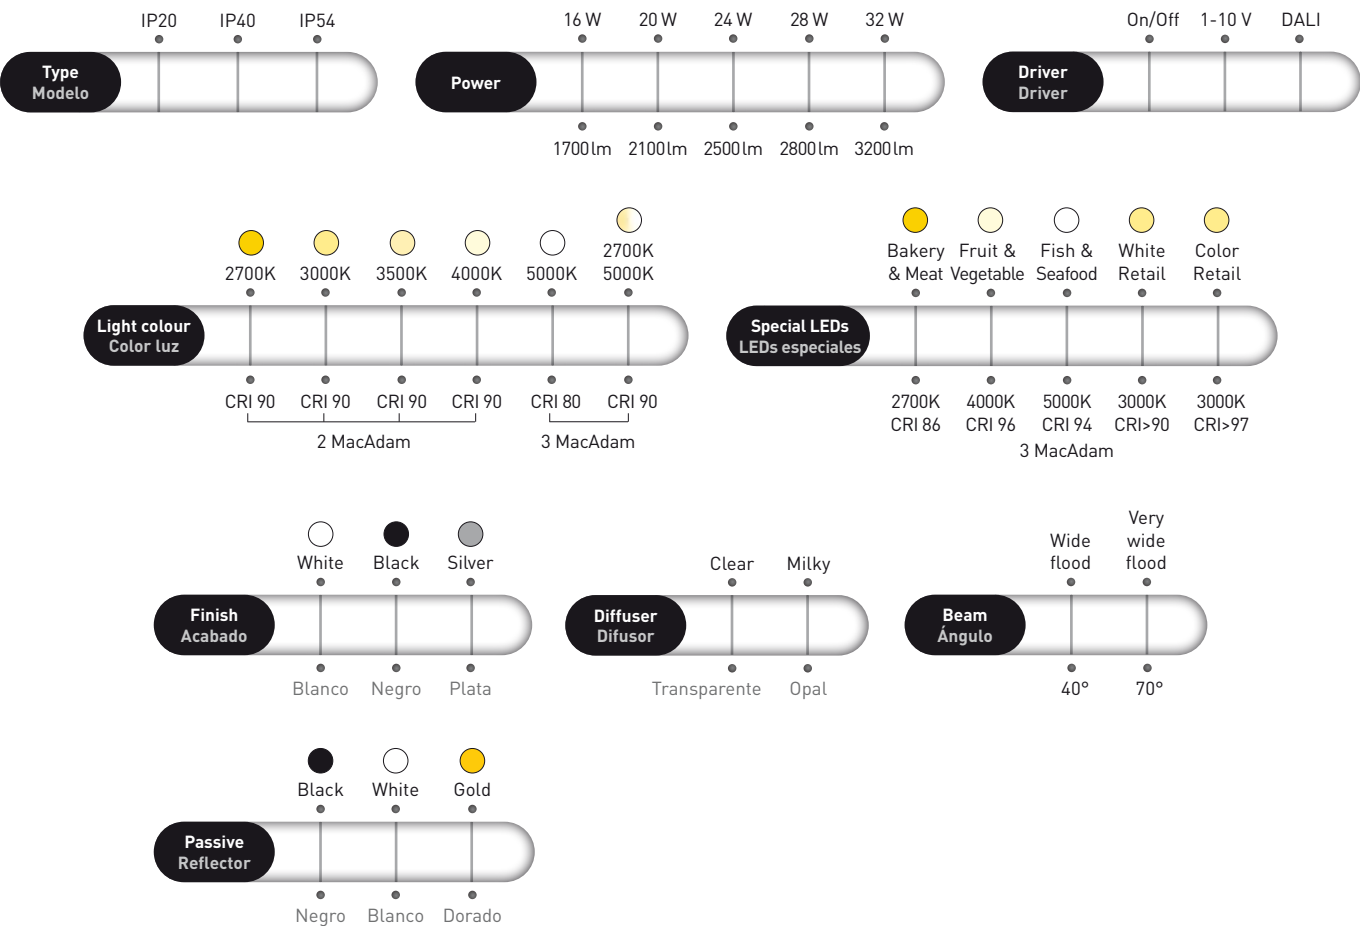 IP20 IP40 IP54
Type
Modelo
16 W 20 W 24 W 28 W 32 W
Power
1700lm 2100lm 2500lm 2800lm 3200lm
On/Off 1-10 V DALI
Driver
Driver
2700K 3000K 3500K 4000K 5000K 2700K
5000K
Light colour
Color luz
CRI 90 CRI 90 CRI 90 CRI 90 CRI 80 CRI 90
2 MacAdam 3 MacAdam
Bakery Fruit & Fish & White Color
& Meat Vegetable Seafood Retail Retail
Special LEDs
LEDs especiales
2700K 4000K 5000K 3000K 3000K
CRI 86 CRI 96 CRI 94 CRI>90 CRI>97
3 MacAdam
White Black Silver
Finish
Acabado
Blanco Negro Plata
Clear Milky
Diffuser
Difusor
Transparente Opal
Wide
flood
Very
wide
flood
Beam
Ángulo
40° 70°
Black White Gold
Passive
Reflector
Negro Blanco Dorado